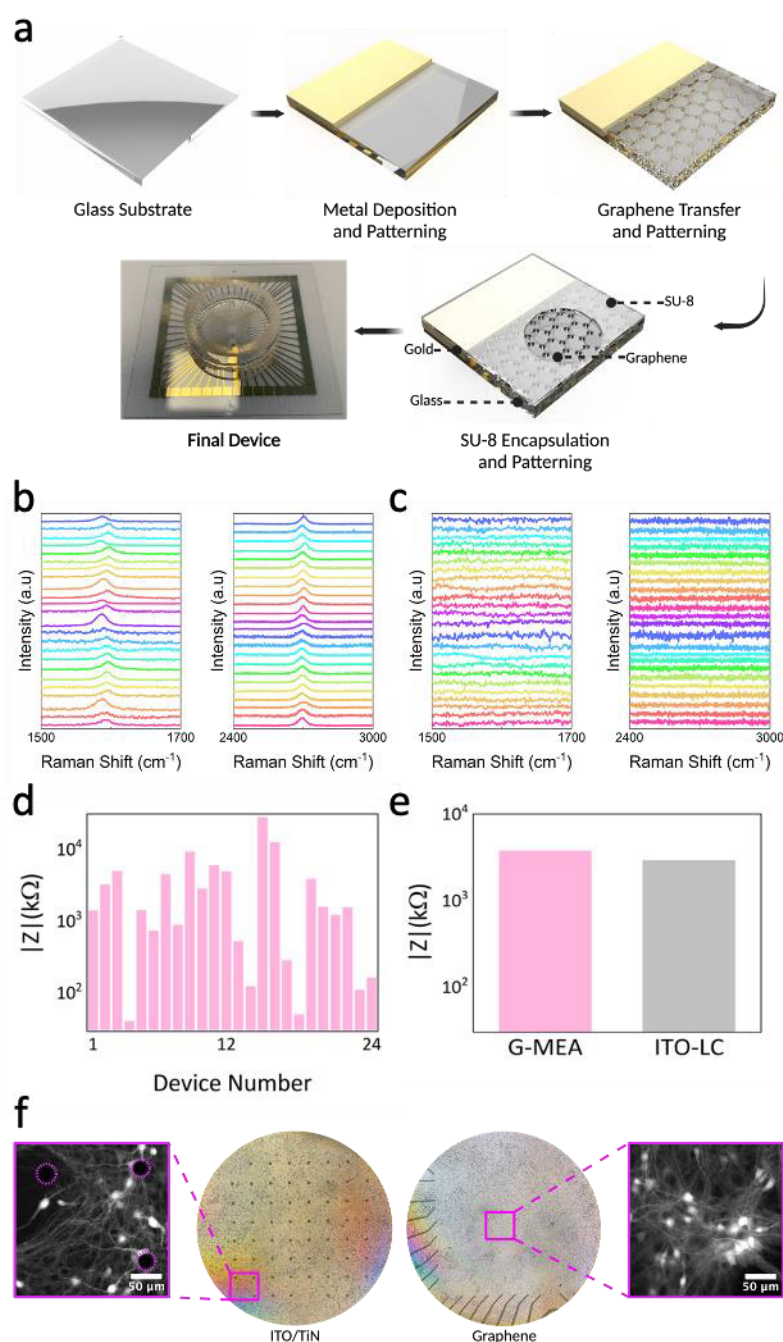 a
Glass Substrate
Metal Deposition
and Patterning
Graphene Transfer
and Patterning
SU-8
Gold
Graphene
Glass
Final Device
SU-8 Encapsulation
and Patterning
b
c
Intensity (a.u)
Intensity (a.u)
Intensity (a.u)
Intensity (a.u)
1500
1700
2400
3000
1500
1700
2400
3000
Raman Shift (cm⁻¹)
Raman Shift (cm⁻¹)
Raman Shift (cm⁻¹)
Raman Shift (cm⁻¹)
d
|Z| (kΩ)
10⁴
10³
10²
1
12
24
Device Number
e
|Z| (kΩ)
10⁴
10³
10²
G-MEA
ITO-LC
f
50 µm
50 µm
ITO/TiN
Graphene